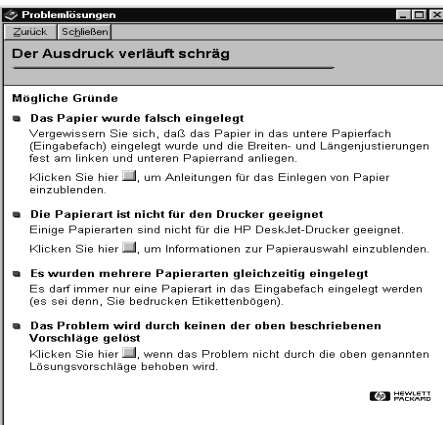 Problemlösungen
Zurück Schließen
Der Ausdruck verläuft schräg
Mögliche Gründe
Das Papier wurde falsch eingelegt
Vergewissern Sie sich, daß das Papier in das untere Papierfach
(Eingabefach) eingelegt wurde und die Breiten- und Längenjustierungen
fest am linken und unteren Papierrand anliegen.
Klicken Sie hier , um Anleitungen für das Einlegen von Papier
einzublenden.
Die Papierart ist nicht für den Drucker geeignet
Einige Papierarten sind nicht für die HP DeskJet-Drucker geeignet.
Klicken Sie hier , um Informationen zur Papierauswahl einzublenden.
Es wurden mehrere Papierarten gleichzeitig eingelegt
Es darf immer nur eine Papierart in das Eingabefach eingelegt werden
(es sei denn, Sie bedrucken Etikettenbögen).
Das Problem wird durch keinen der oben beschriebenen
Vorschläge gelöst
Klicken Sie hier , wenn das Problem nicht durch die oben genannten
Lösungsvorschläge behoben wird.
hp HEWLETT
PACKARD